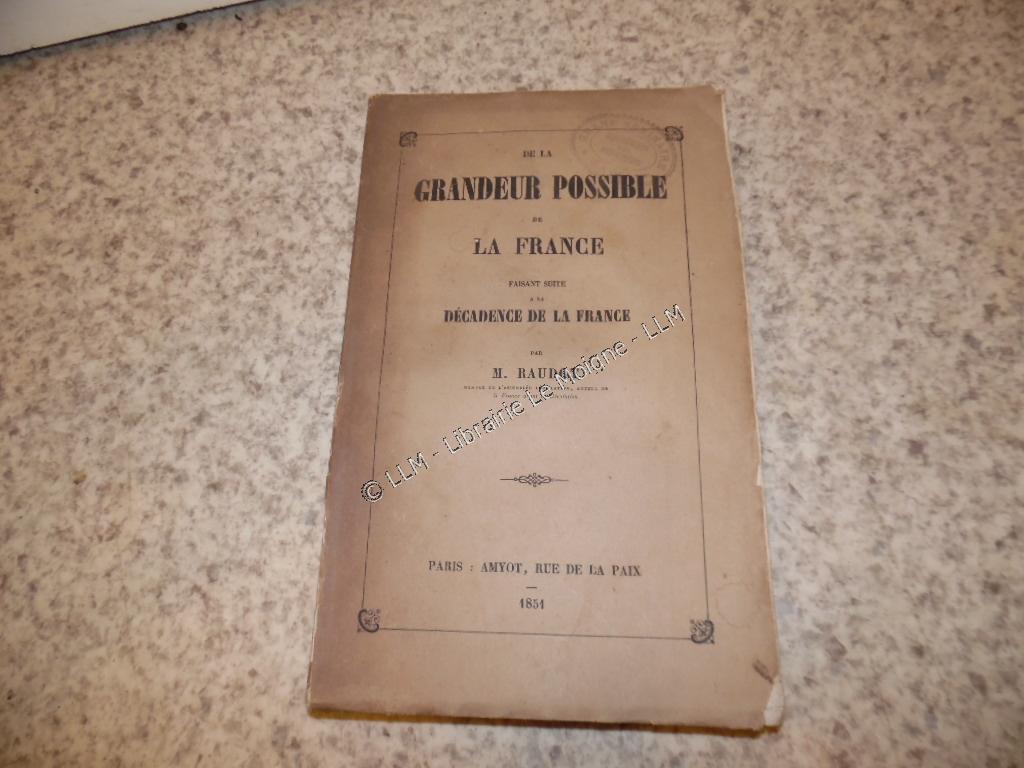 DE LA
GRANDEUR POSSIBLE
DE
LA FRANCE
FAISANT SUITE
A LA
DÉCADENCE DE LA FRANCE
PAR
M. RAUDOT
PARIS : AMYOT, RUE DE LA PAIX
1851
© LLM - Librairie Le Moigne - LLM